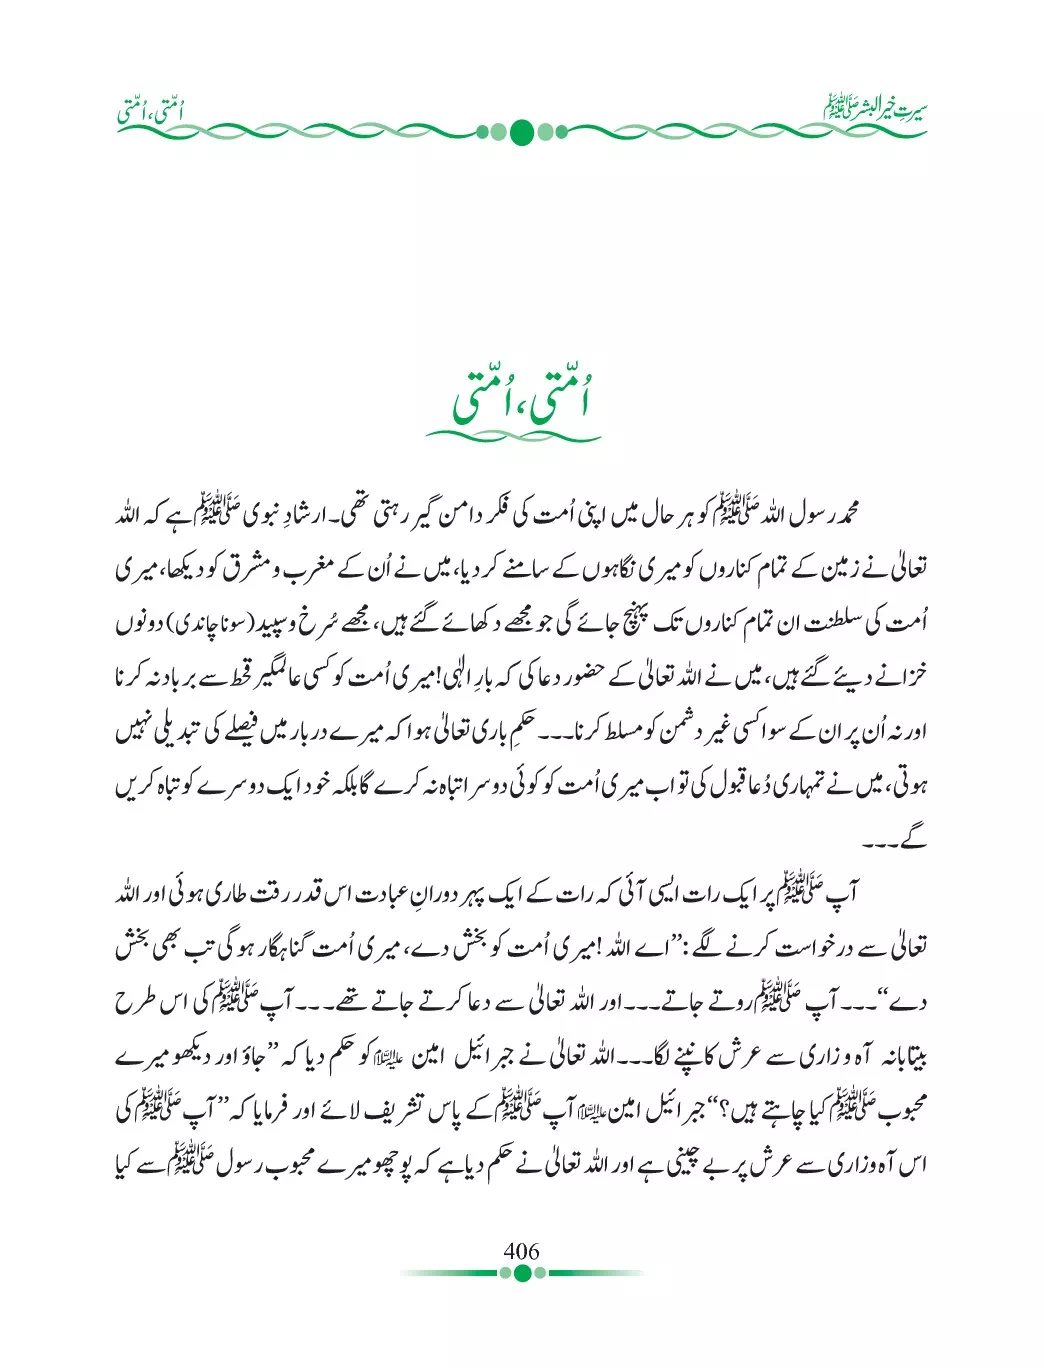 سیرتِ خیر البشر ﷺ
اُمّتی، اُمّتی
اُمّتی، اُمّتی
محمد رسول اللہ ﷺ کو ہر حال میں اپنی اُمت کی فکر دامن گیر رہتی تھی۔ ارشادِ نبوی ﷺ ہے کہ اللہ
تعالیٰ نے زمین کے تمام کناروں کو میری نگاہوں کے سامنے کر دیا، میں نے اُن کے مغرب و مشرق کو دیکھا، میری
اُمت کی سلطنت ان تمام کناروں تک پہنچ جائے گی جو مجھے دکھائے گئے ہیں، مجھے سُرخ و سپید (سونا چاندی) دونوں
خزانے دیئے گئے ہیں، میں نے اللہ تعالیٰ کے حضور دعا کی کہ بارِ الٰہی! میری اُمت کو کسی عالمگیر قحط سے برباد نہ کرنا
اور نہ اُن پر ان کے سوا کسی غیر دشمن کو مسلط کرنا۔۔۔ حکمِ باری تعالیٰ ہوا کہ میرے دربار میں فیصلے کی تبدیلی نہیں
ہوتی، میں نے تمہاری دُعا قبول کی تو اب میری اُمت کو کوئی دوسرا تباہ نہ کرے گا بلکہ خود ایک دوسرے کو تباہ کریں
گے۔۔۔
آپ ﷺ پر ایک رات ایسی آئی کہ رات کے ایک پہر دورانِ عبادت اس قدر رقت طاری ہوئی اور اللہ
تعالیٰ سے درخواست کرنے لگے: ’’اے اللہ! میری اُمت کو بخش دے، میری اُمت گناہگار ہوگی تب بھی بخش
دے‘‘۔۔۔ آپ ﷺ روتے جاتے۔۔۔ اور اللہ تعالیٰ سے دعا کرتے جاتے تھے۔۔۔ آپ ﷺ کی اس طرح
بیتابانہ آہ و زاری سے عرش کانپنے لگا۔۔۔ اللہ تعالیٰ نے جبرائیل امین علیہ السلام کو حکم دیا کہ ’’جاؤ اور دیکھو میرے
محبوب ﷺ کیا چاہتے ہیں؟‘‘ جبرائیل امین علیہ السلام آپ ﷺ کے پاس تشریف لائے اور فرمایا کہ ’’آپ ﷺ کی
اس آہ وزاری سے عرش پر بے چینی ہے اور اللہ تعالیٰ نے حکم دیا ہے کہ پوچھو میرے محبوب رسول ﷺ سے کیا
406